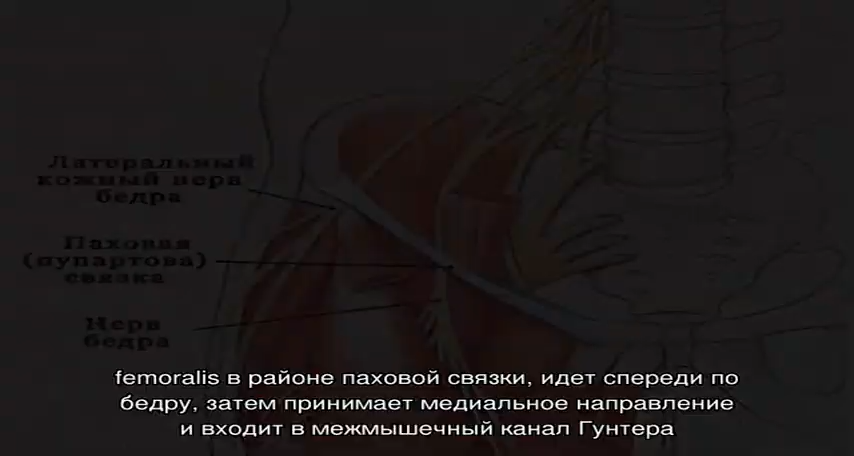 Латоральный
кожный нерв
бедра
Паховая
(пупартова)
связка
Нерв
бедра
femoralis в районе паховой связки, идет спереди по
бедру, затем принимает медиальное направление
и входит в межмышечный канал Гунтера